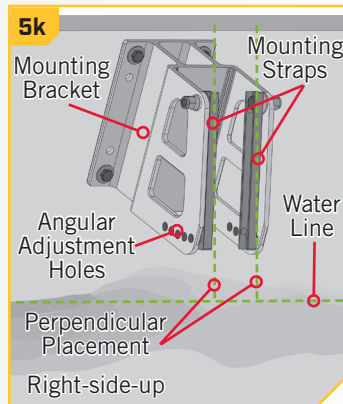 5k
Mounting
Bracket
Mounting
Straps
Angular
Adjustment
Holes
Water
Line
Perpendicular
Placement
Right-side-up